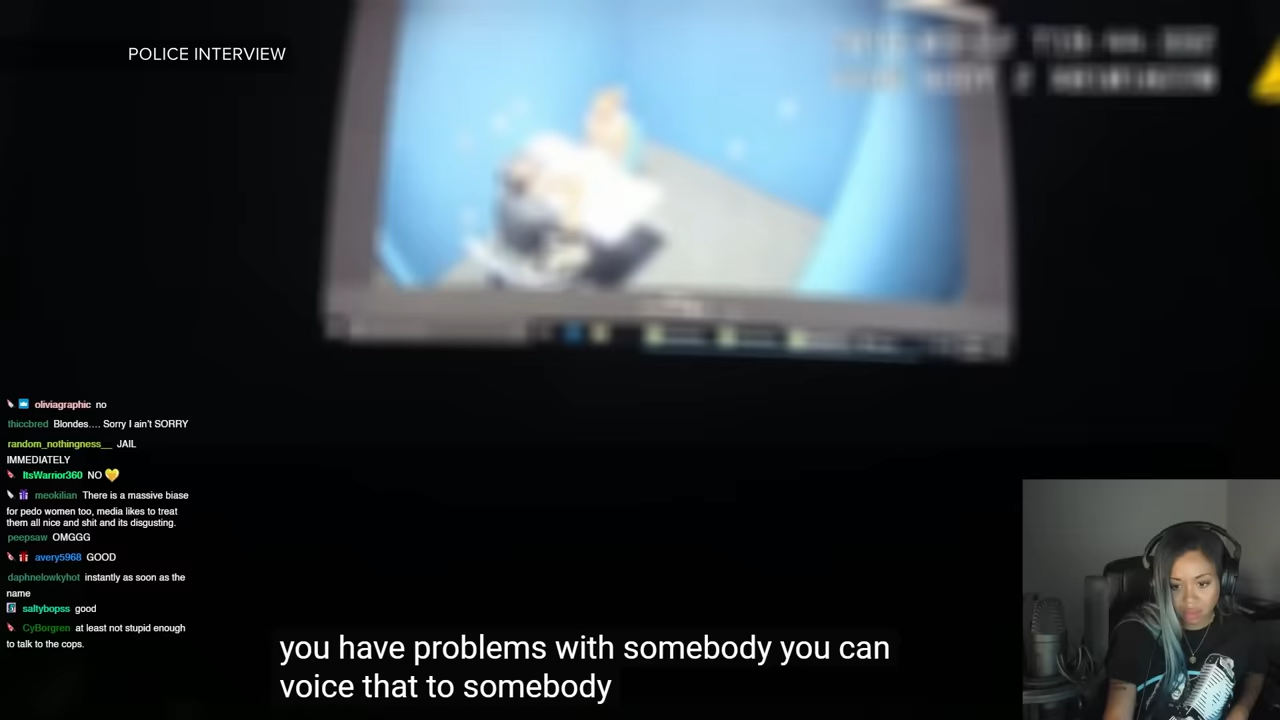 POLICE INTERVIEW
oliviagraphic no
thiccbred Blondes.... Sorry I ain't SORRY
random_nothingness__ JAIL
IMMEDIATELY
ItsWarrior360 NO 💛
meokilian There is a massive biase
for pedo women too, media likes to treat
them all nice and shit and its disgusting.
peepsaw OMGGG
avery5968 GOOD
daphnelowkyhot instantly as soon as the
name
saltybopss good
CyBorgren at least not stupid enough
to talk to the cops.
you have problems with somebody you can
voice that to somebody